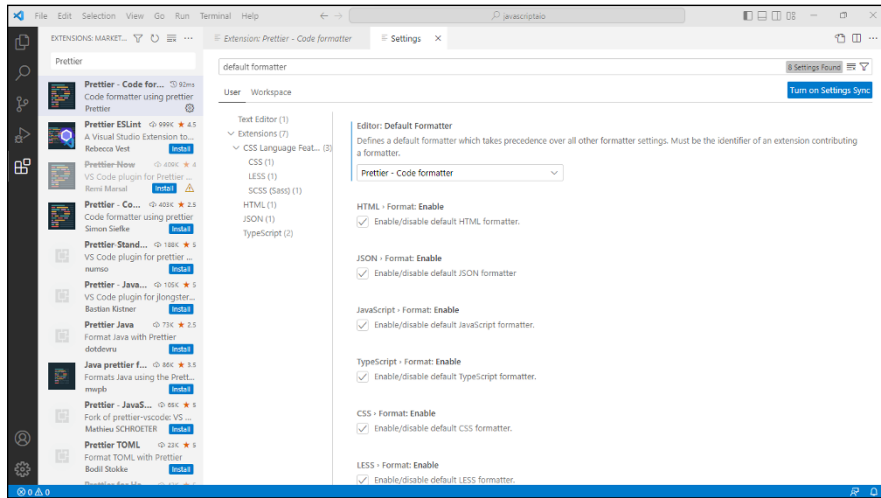 File Edit Selection View Go Run Terminal Help
javascriptaio
EXTENSIONS: MARKET...
Prettier
Prettier - Code for... 92ms
Code formatter using prettier
Prettier
Prettier ESLint 999K 4.5
A Visual Studio Extension to...
Rebecca Vest Install
Prettier Now 409K 4
VS Code plugin for Prettier ...
Remi Marsal Install
Prettier - Co... 403K 2.5
Code formatter using prettier
Simon Siefke Install
Prettier-Stand... 188K 5
VS Code plugin for prettier ...
numso Install
Prettier - Java... 105K 5
VS Code plugin for jlongster...
Bastian Kistner Install
Prettier Java 73K 2.5
Format Java with Prettier
dotdevru Install
Java prettier f... 86K 3.5
Formats Java using the Prett...
mwpb Install
Prettier - JavaS... 66K 5
Fork of prettier-vscode: VS ...
Mathieu SCHROETER Install
Prettier TOML 23K 5
Format TOML with Prettier
Bodil Stokke Install
Extension: Prettier - Code formatter
Settings
default formatter
8 Settings Found
User Workspace
Turn on Settings Sync
Text Editor (1)
Extensions (7)
CSS Language Feat... (3)
CSS (1)
LESS (1)
SCSS (Sass) (1)
HTML (1)
JSON (1)
TypeScript (2)
Editor: Default Formatter
Defines a default formatter which takes precedence over all other formatter settings. Must be the identifier of an extension contributing
a formatter.
Prettier - Code formatter
HTML › Format: Enable
Enable/disable default HTML formatter.
JSON › Format: Enable
Enable/disable default JSON formatter
JavaScript › Format: Enable
Enable/disable default JavaScript formatter.
TypeScript › Format: Enable
Enable/disable default TypeScript formatter.
CSS › Format: Enable
Enable/disable default CSS formatter.
LESS › Format: Enable
Enable/disable default LESS formatter.
0 0